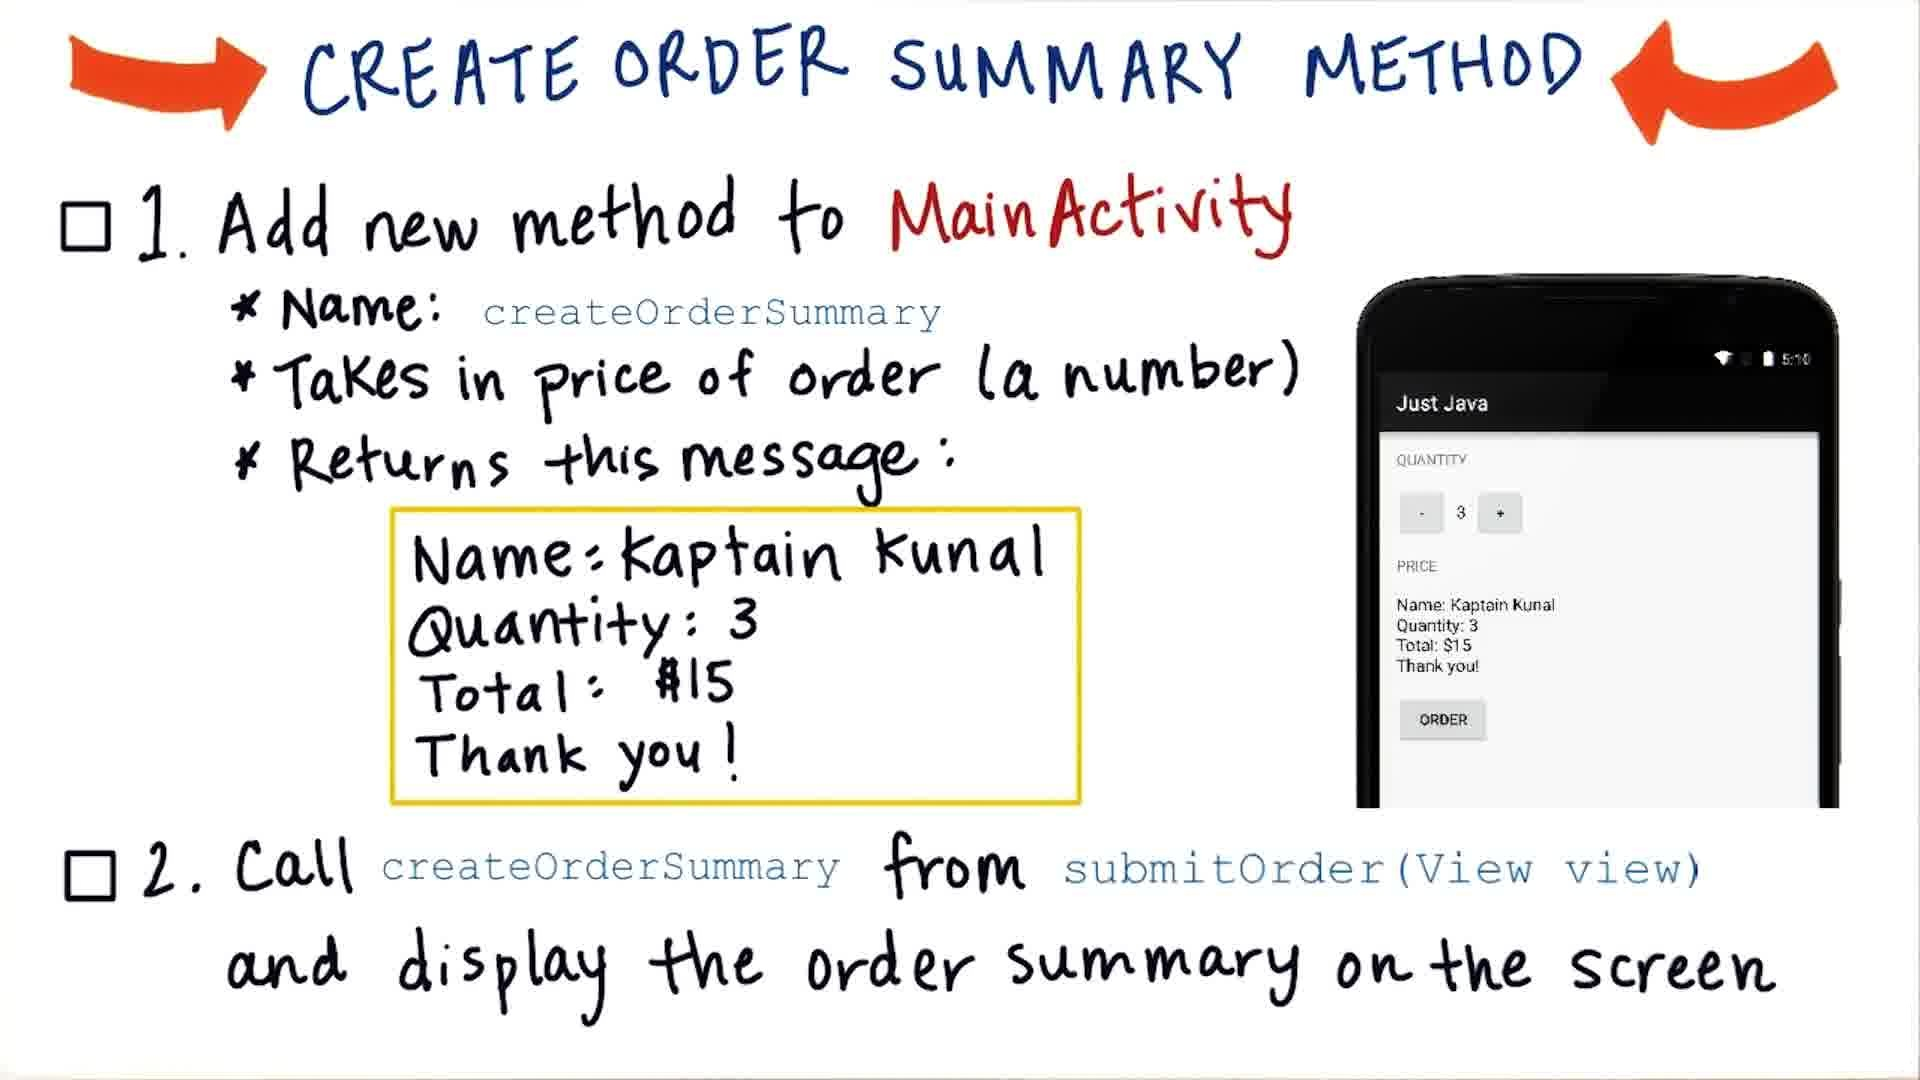 CREATE ORDER SUMMARY METHOD
1. Add new method to MainActivity
* Name: createOrderSummary
* Takes in price of order (a number)
* Returns this message:
Name: Kaptain Kunal
Quantity: 3
Total: $15
Thank you!
5:10
Just Java
QUANTITY
- 3 +
PRICE
Name: Kaptain Kunal
Quantity: 3
Total: $15
Thank you!
ORDER
2. Call createOrderSummary from submitOrder(View view)
and display the order summary on the screen